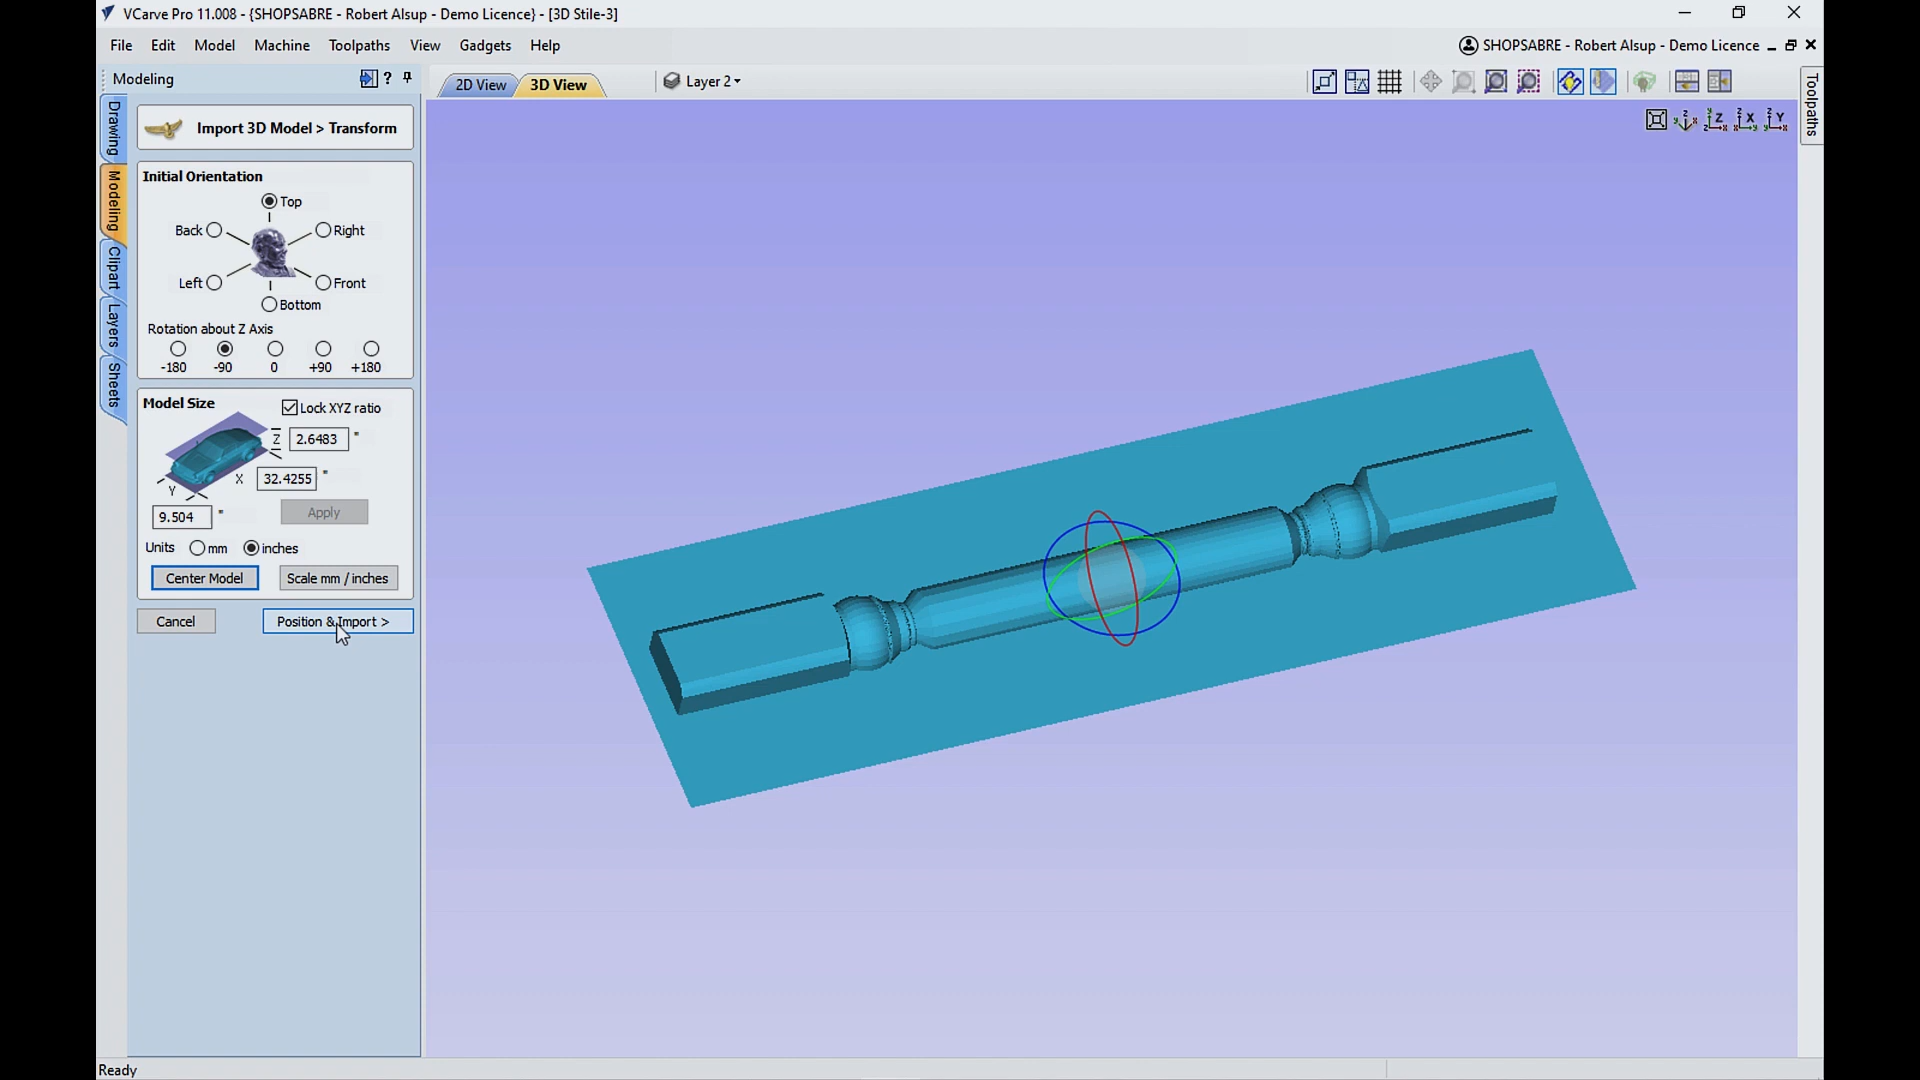 VCarve Pro 11.008 - {SHOPSABRE - Robert Alsup - Demo Licence} - [3D Stile-3]
File Edit Model Machine Toolpaths View Gadgets Help
SHOPSABRE - Robert Alsup - Demo Licence
Modeling
?
2D View
3D View
Layer 2
Toolpaths
Drawing
Modeling
Clipart
Layers
Sheets
Import 3D Model > Transform
Initial Orientation
Top
Back
Right
Left
Front
Bottom
Rotation about Z Axis
-180 -90 0 +90 +180
Model Size
Lock XYZ ratio
Z 2.6483 "
X 32.4255 "
Y
9.504 "
Apply
Units mm inches
Center Model
Scale mm / inches
Cancel
Position & Import >
Ready